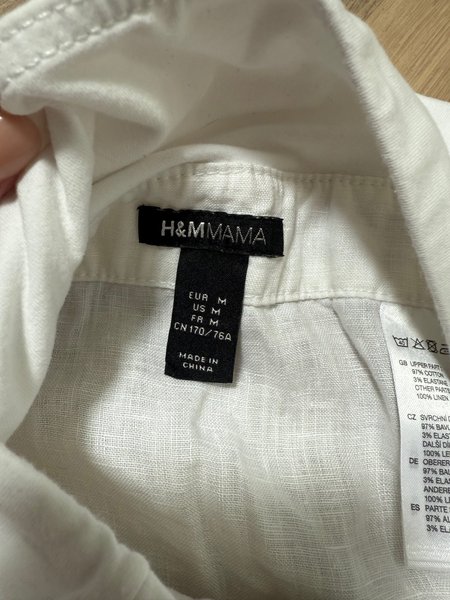 H&MMAMA
EUR M
US M
FR M
CN 170/76A
MADE IN
CHINA
GB UPPER PART
97% COTTON
3% ELASTANE
OTHER PARTS
100% LINEN
CZ SVRCHNÍ
97% BAVL
3% ELAS
DALŠÍ DÍ
100% LE
DE OBERER
97% BAU
3% ELA
ANDERE
100% L
ES PARTE
97% AL
3% E